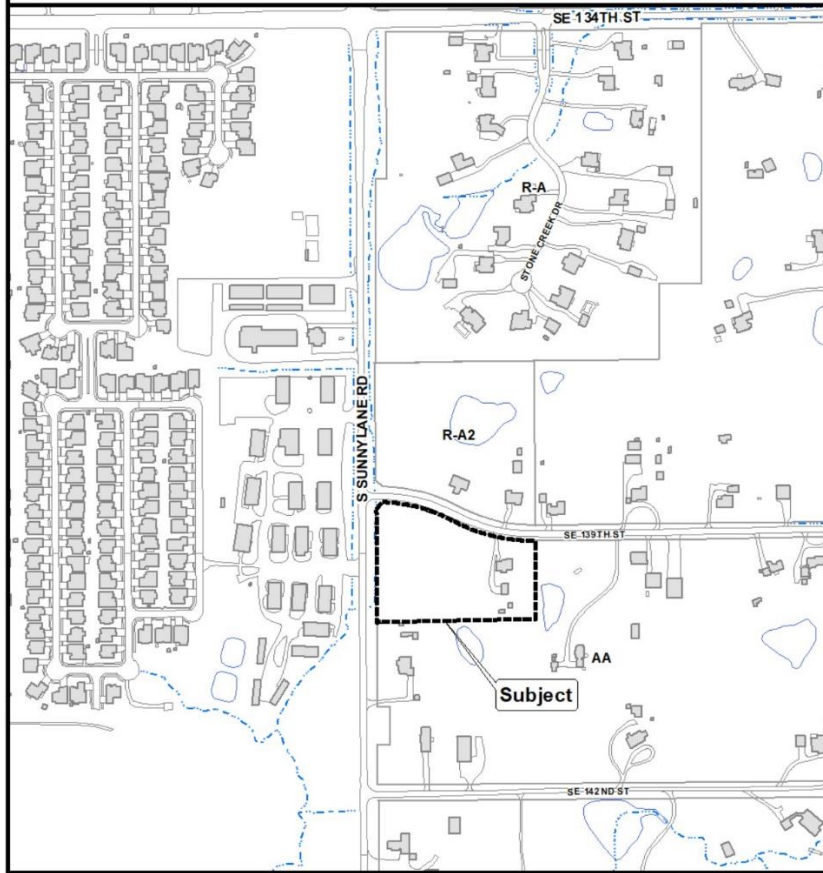 SE 134TH ST
R-A
STONE CREEK DR
S SUNNYLANE RD
R-A2
SE 139TH ST
AA
Subject
SE 142ND ST